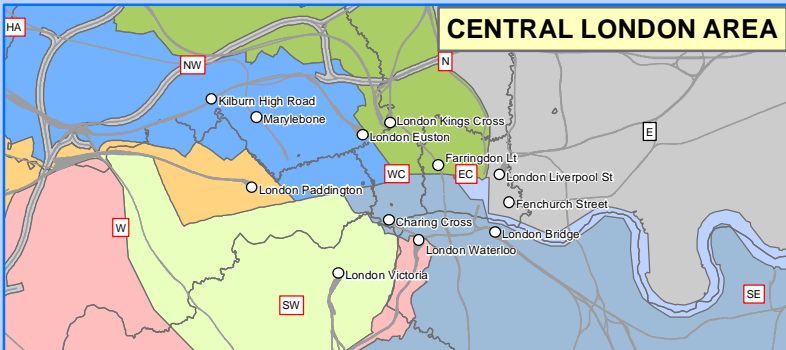 CENTRAL LONDON AREA
HA
NW
N
Kilburn High Road
Marylebone
London Kings Cross
London Euston
E
Farringdon Lt
WC
EC
London Liverpool St
London Paddington
Fenchurch Street
Charing Cross
W
London Bridge
London Waterloo
London Victoria
SE
SW